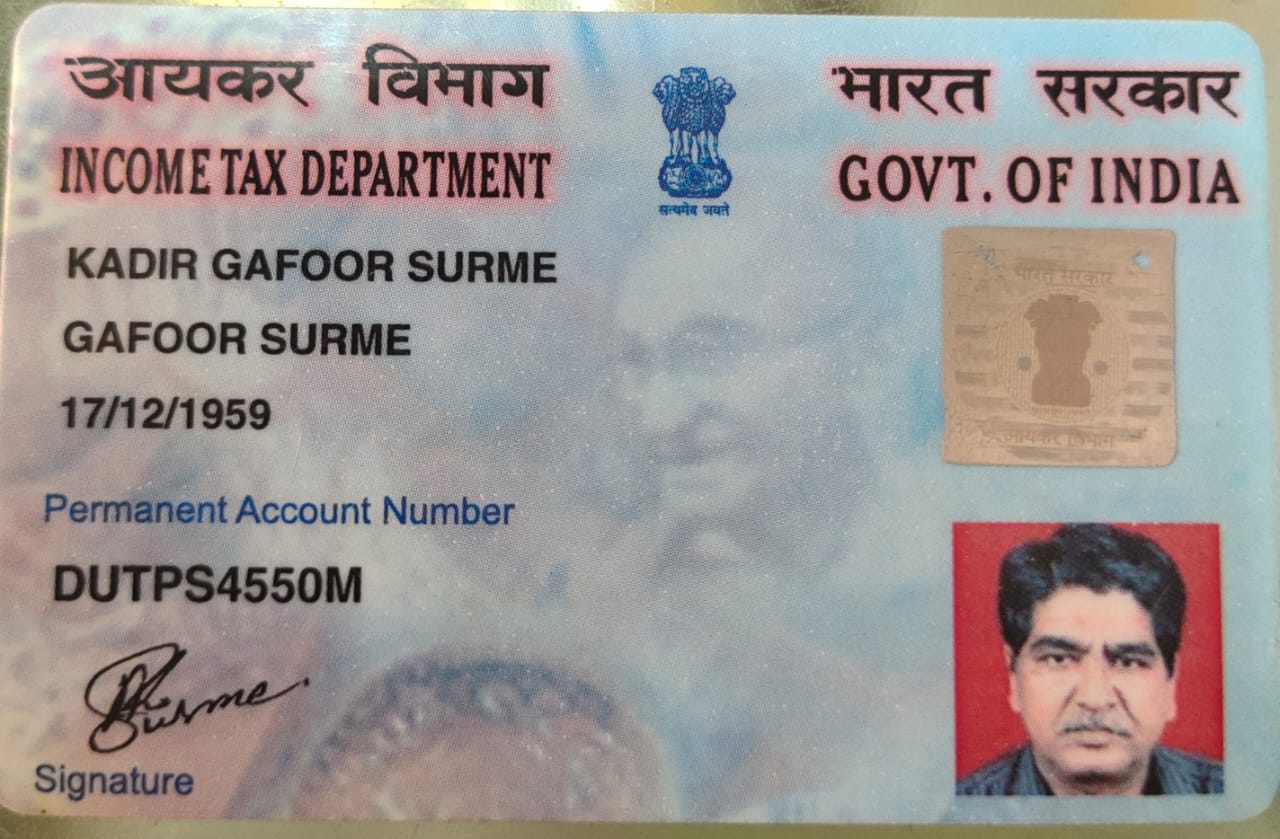 आयकर विभाग
INCOME TAX DEPARTMENT
सत्यमेव जयते
भारत सरकार
GOVT. OF INDIA
KADIR GAFOOR SURME
GAFOOR SURME
17/12/1959
भारत सरकार
आयकर विभाग
Permanent Account Number
DUTPS4550M
Surme
Signature